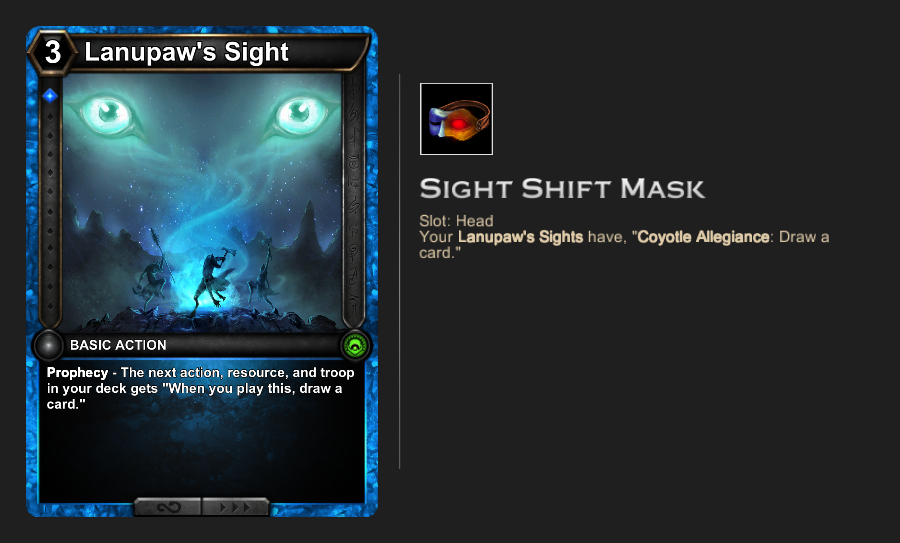 3 Lanupaw's Sight
BASIC ACTION
Prophecy - The next action, resource, and troop
in your deck gets "When you play this, draw a
card."
SIGHT SHIFT MASK
Slot: Head
Your Lanupaw's Sights have, "Coyotle Allegiance: Draw a
card."